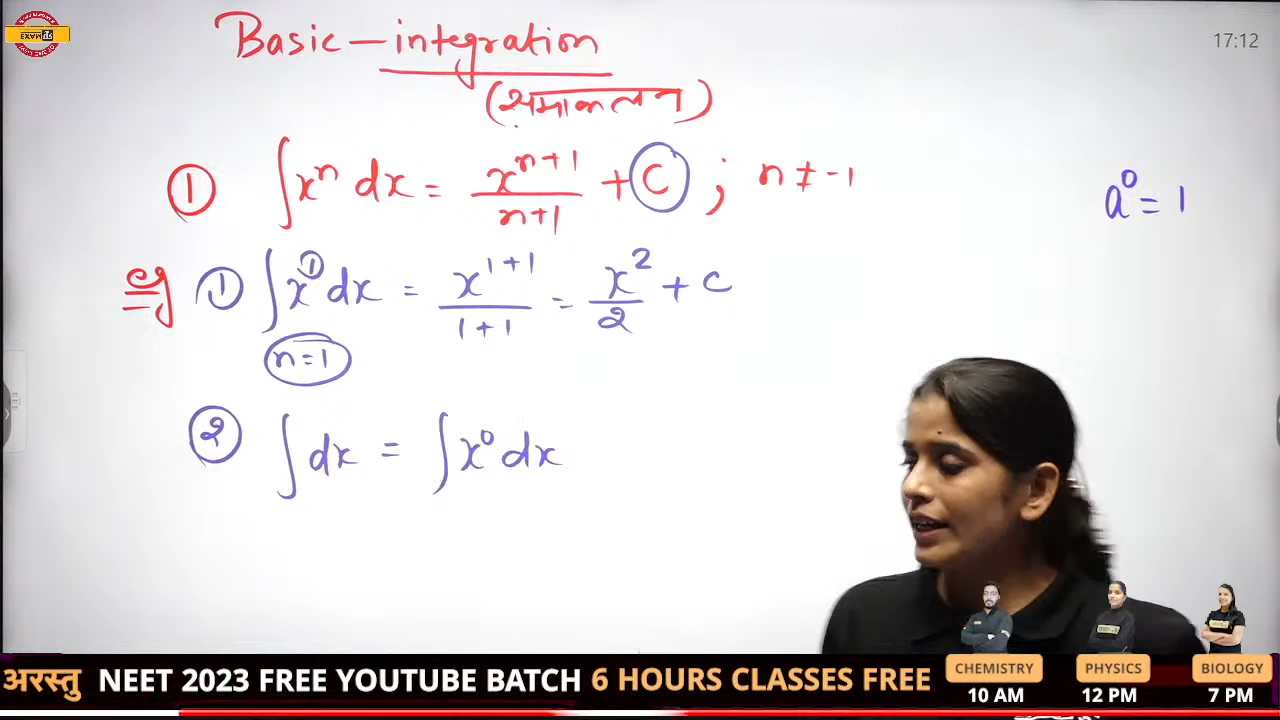 Basic – integration
17:12
(समाकलन)
① ∫xⁿ dx = xⁿ⁺¹/n+1 + C ; n ≠ -1
a⁰ = 1
eg ① ∫x¹ dx = x¹⁺¹/1+1 = x²/2 + c
n=1
② ∫dx = ∫x⁰ dx
अरस्तु NEET 2023 FREE YOUTUBE BATCH 6 HOURS CLASSES FREE
CHEMISTRY PHYSICS BIOLOGY
10 AM 12 PM 7 PM